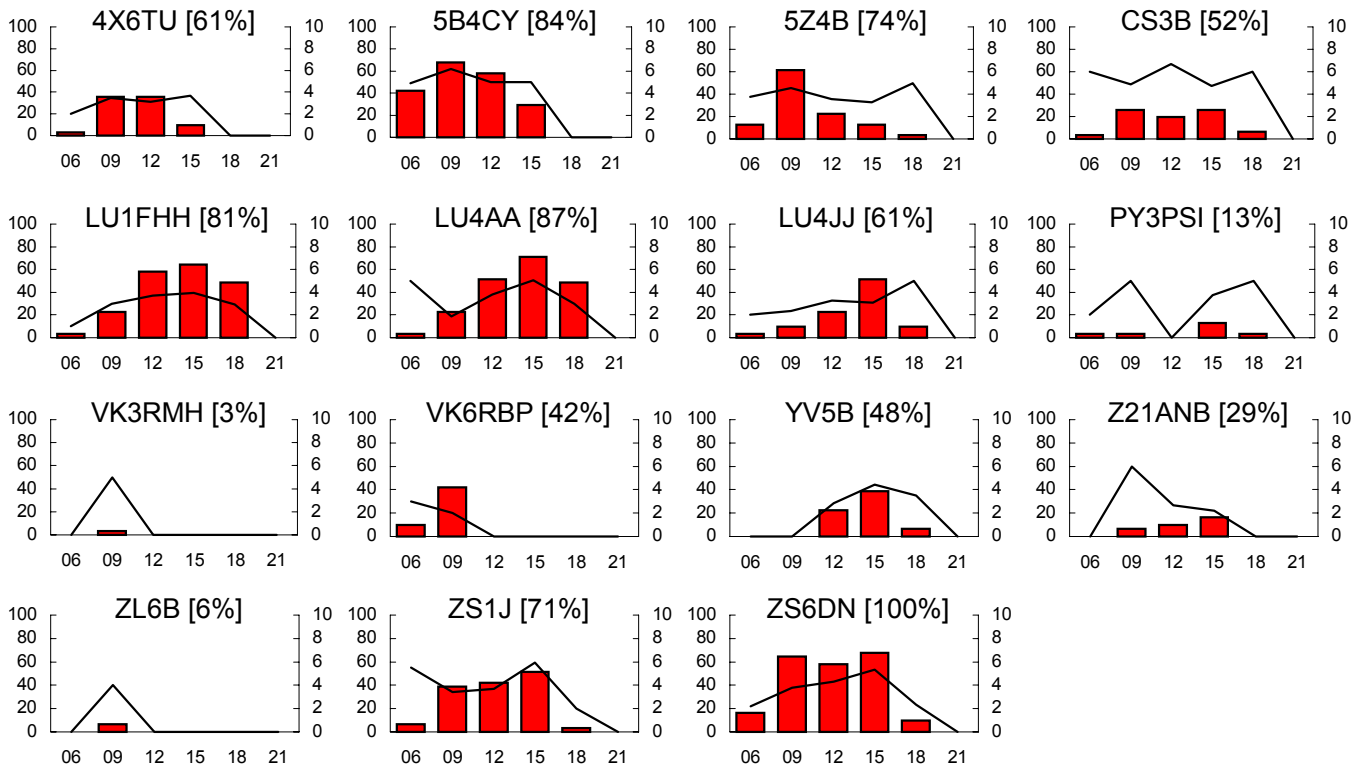 4X6TU [61%] 5B4CY [84%] 5Z4B [74%] CS3B [52%]
100 10 100 10 100 10 100 10
80 8 80 8 80 8 80 8
60 6 60 6 60 6 60 6
40 4 40 4 40 4 40 4
20 2 20 2 20 2 20 2
0 0 0 0 0 0 0 0
06 09 12 15 18 21 06 09 12 15 18 21 06 09 12 15 18 21 06 09 12 15 18 21
LU1FHH [81%] LU4AA [87%] LU4JJ [61%] PY3PSI [13%]
100 10 100 10 100 10 100 10
80 8 80 8 80 8 80 8
60 6 60 6 60 6 60 6
40 4 40 4 40 4 40 4
20 2 20 2 20 2 20 2
0 0 0 0 0 0 0 0
06 09 12 15 18 21 06 09 12 15 18 21 06 09 12 15 18 21 06 09 12 15 18 21
VK3RMH [3%] VK6RBP [42%] YV5B [48%] Z21ANB [29%]
100 10 100 10 100 10 100 10
80 8 80 8 80 8 80 8
60 6 60 6 60 6 60 6
40 4 40 4 40 4 40 4
20 2 20 2 20 2 20 2
0 0 0 0 0 0 0 0
06 09 12 15 18 21 06 09 12 15 18 21 06 09 12 15 18 21 06 09 12 15 18 21
ZL6B [6%] ZS1J [71%] ZS6DN [100%]
100 10 100 10 100 10
80 8 80 8 80 8
60 6 60 6 60 6
40 4 40 4 40 4
20 2 20 2 20 2
0 0 0 0 0 0
06 09 12 15 18 21 06 09 12 15 18 21 06 09 12 15 18 21